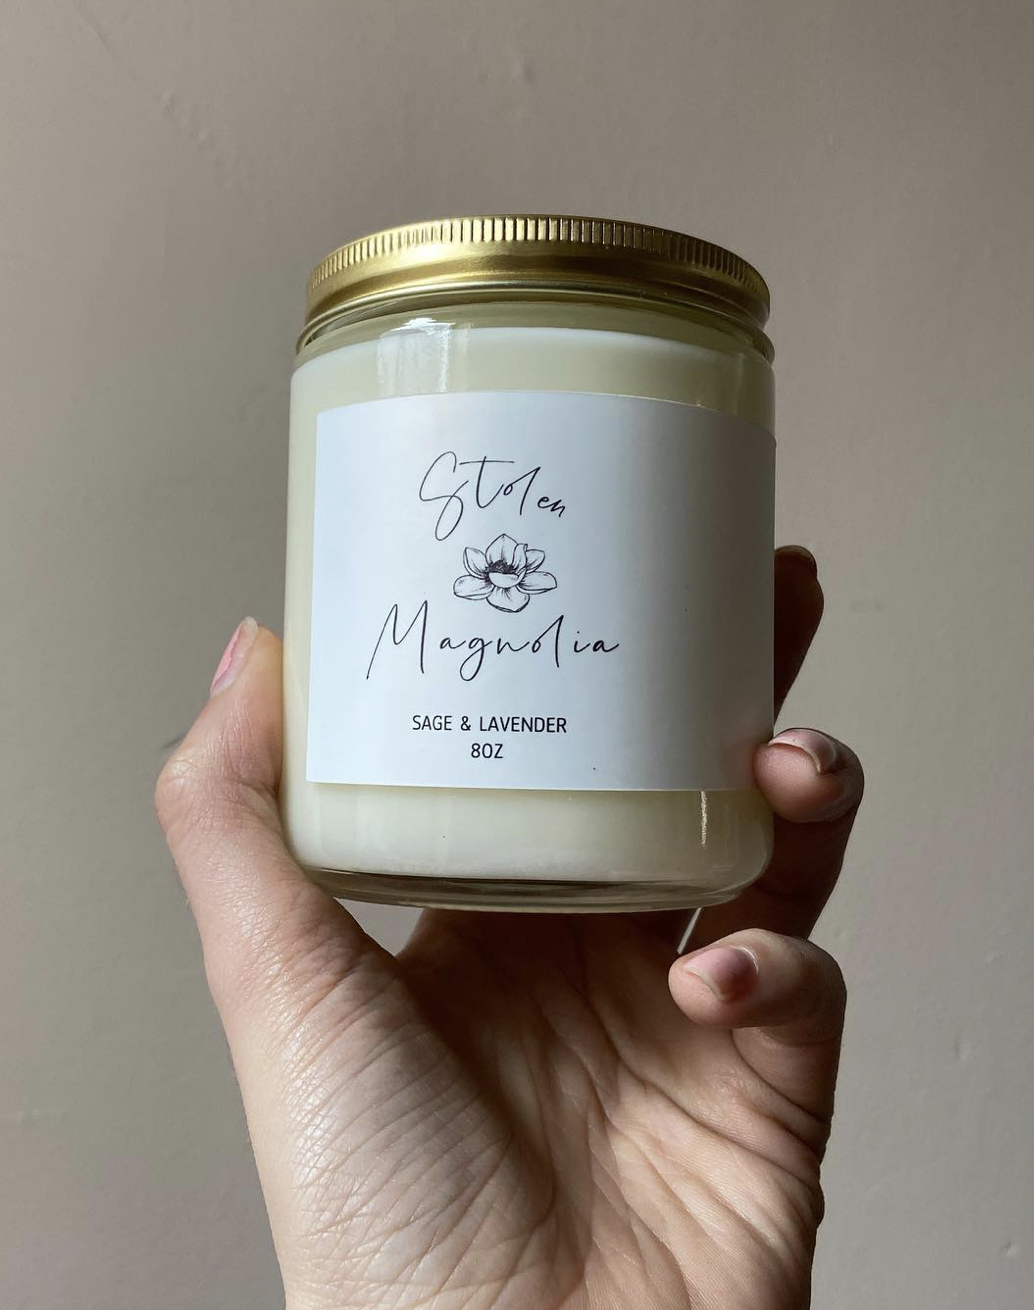 Stolen
Magnolia
SAGE & LAVENDER
8OZ